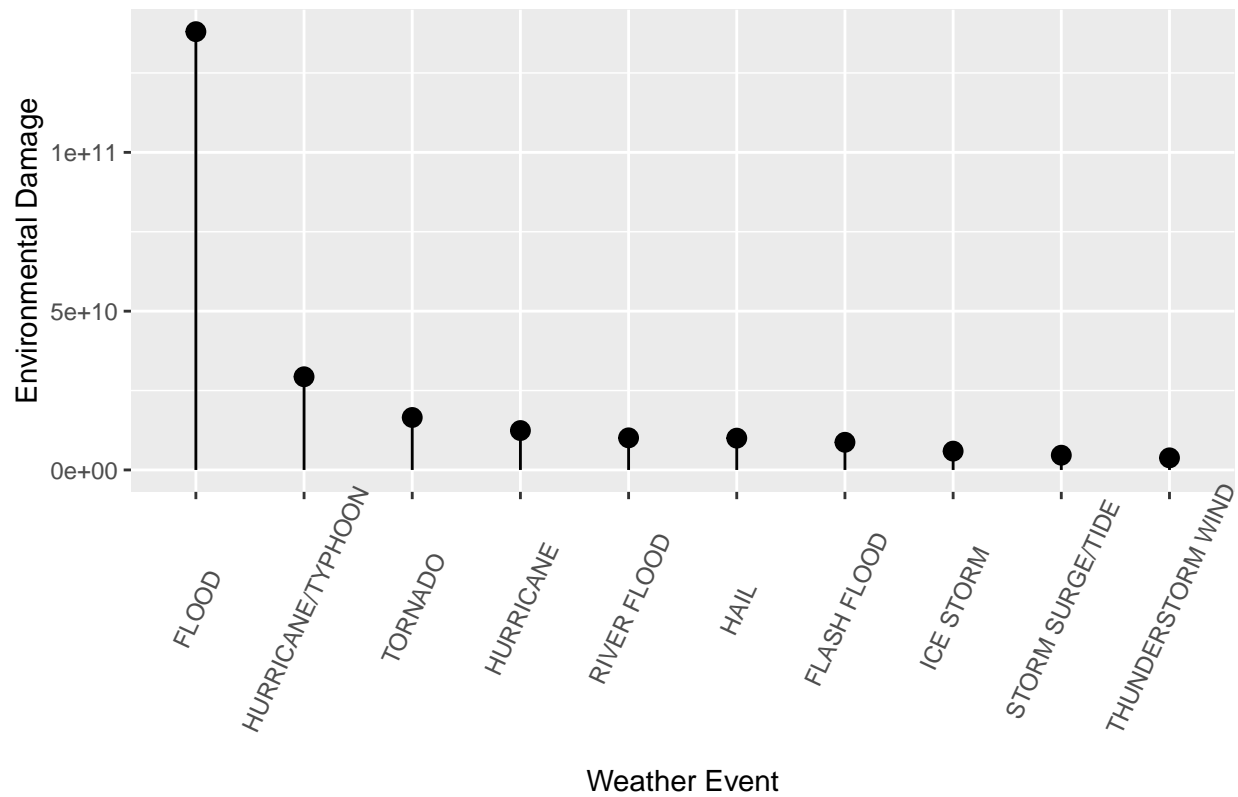 Environmental Damage
1e+11
5e+10
0e+00
FLOOD
HURRICANE/TYPHOON
TORNADO
HURRICANE
RIVER FLOOD
HAIL
FLASH FLOOD
ICE STORM
STORM SURGE/TIDE
THUNDERSTORM WIND
Weather Event